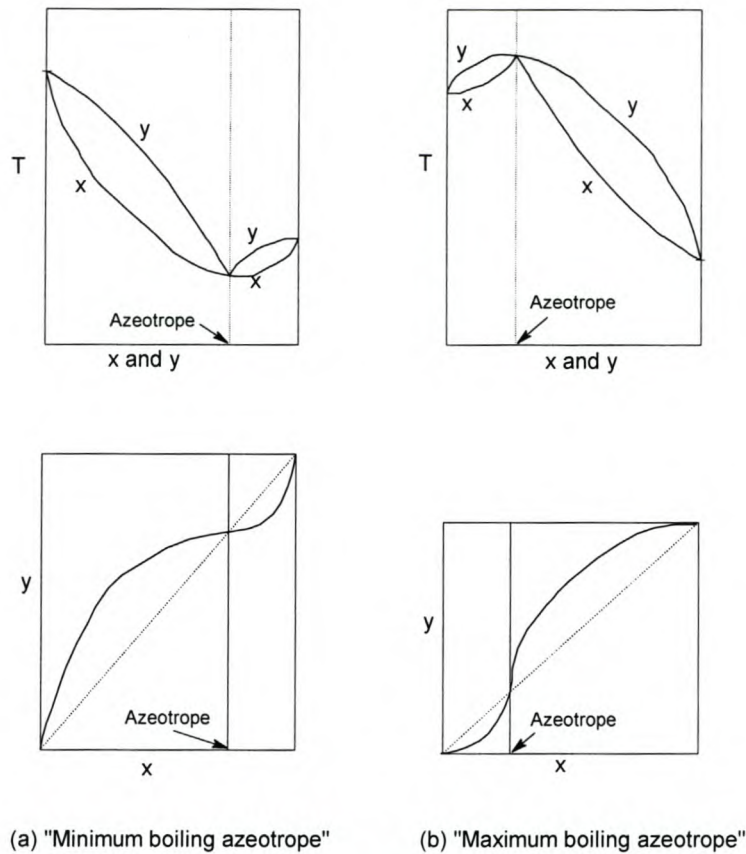 y
x
T
y
x
Azeotrope
x and y
y
x
T
y
x
Azeotrope
x and y
y
Azeotrope
x
y
Azeotrope
x
(a) "Minimum boiling azeotrope"
(b) "Maximum boiling azeotrope"